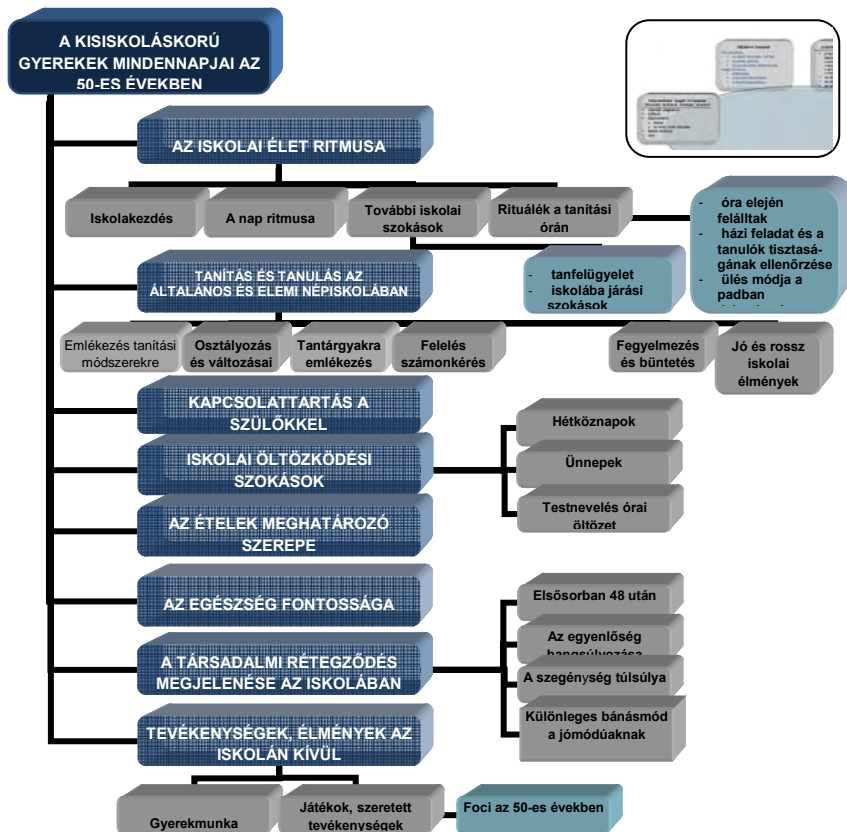 A KISISKOLÁSKORÚ
GYEREKEK MINDENNAPJAI AZ
50-ES ÉVEKBEN
AZ ISKOLAI ÉLET RITMUSA
Iskolakezdés
A nap ritmusa
További iskolai
szokások
Rituálék a tanítási
órán
- óra elején
felálltak
- házi feladat és a
tanulók tisztasá-
gának ellenőrzése
- ülés módja a
padban
- tanfelügyelet
- iskolába járási
szokások
TANÍTÁS ÉS TANULÁS AZ
ÁLTALÁNOS ÉS ELEMI NÉPISKOLÁBAN
Emlékezés tanítási
módszerekre
Osztályozás
és változásai
Tantárgyakra
emlékezés
Felelés
számonkérés
Fegyelmezés
és büntetés
Jó és rossz
iskolai
élmények
KAPCSOLATTARTÁS A
SZÜLŐKKEL
ISKOLAI ÖLTÖZKÖDÉSI
SZOKÁSOK
Hétköznapok
Ünnepek
Testnevelés órai
öltözet
AZ ÉTELEK MEGHATÁROZÓ
SZEREPE
AZ EGÉSZSÉG FONTOSSÁGA
A TÁRSADALMI RÉTEGZŐDÉS
MEGJELENÉSE AZ ISKOLÁBAN
Elsősorban 48 után
Az egyenlőség
hangsúlyozása
A szegénység túlsúlya
Különleges bánásmód
a jómódúaknak
TEVÉKENYSÉGEK, ÉLMÉNYEK AZ
ISKOLÁN KÍVÜL
Gyerekmunka
Játékok, szeretett
tevékenységek
Foci az 50-es években